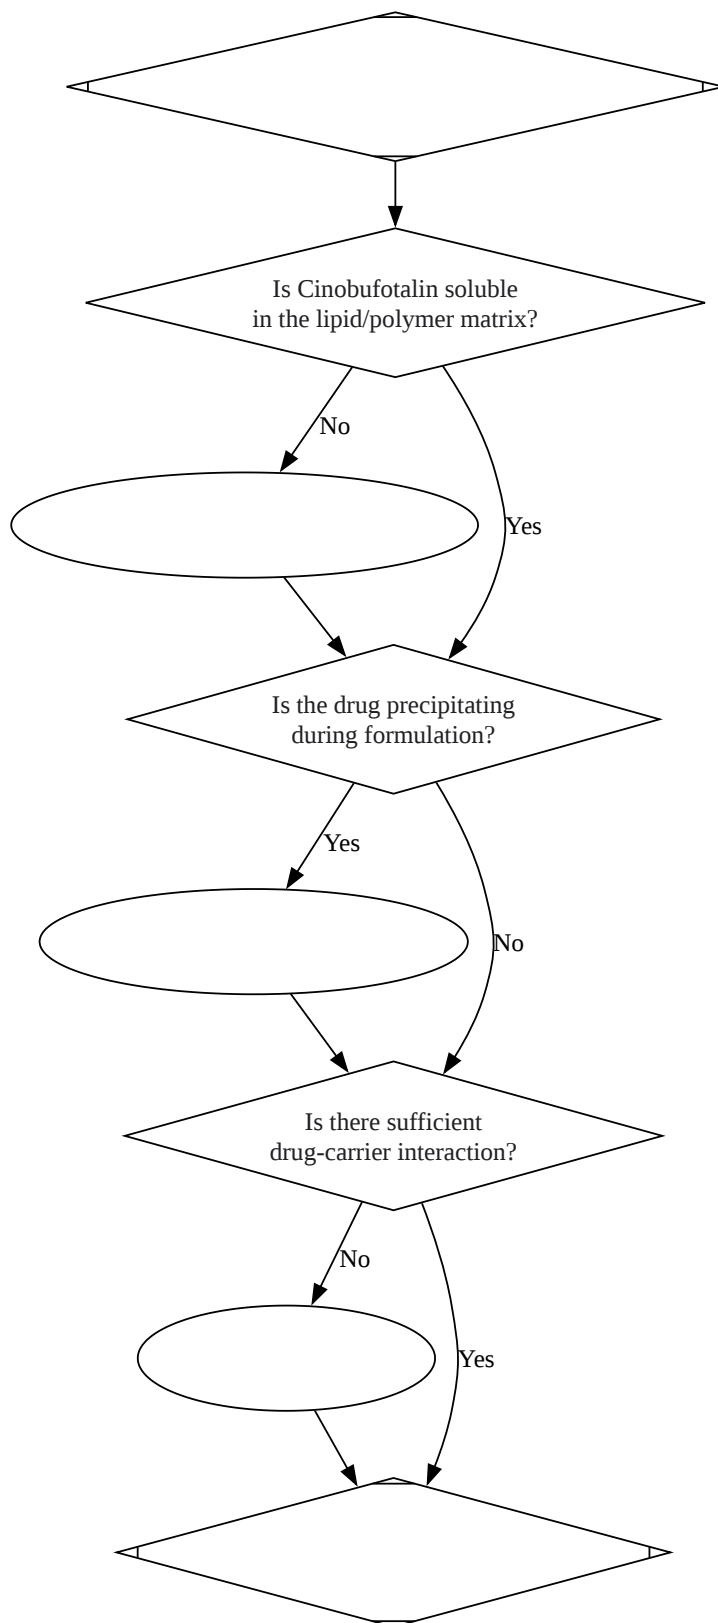 Is Cinobufotalin soluble
in the lipid/polymer matrix?
No
Yes
Is the drug precipitating
during formulation?
Yes
No
Is there sufficient
drug-carrier interaction?
No
Yes